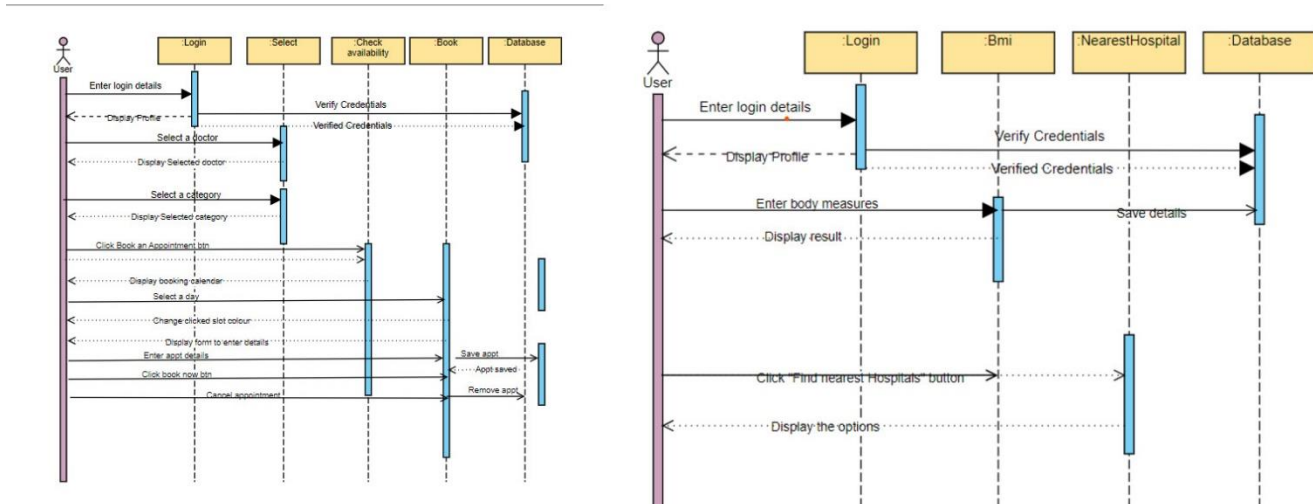 :Login
:Select
:Check
availability
:Book
:Database
User
Enter login details
Verify Credentials
Display Profile
Verified Credentials
Select a doctor
Display Selected doctor
Select a category
Display Selected category
Click Book an Appointment btn
Display booking calendar
Select a day
Change clicked slot colour
Display form to enter details
Enter appt details
Save appt
Appt saved
Click book now btn
Cancel appointment
Remove appt
:Login
:Bmi
:NearestHospital
:Database
User
Enter login details
Verify Credentials
Display Profile
Verified Credentials
Enter body measures
Save details
Display result
Click "Find nearest Hospitals" button
Display the options